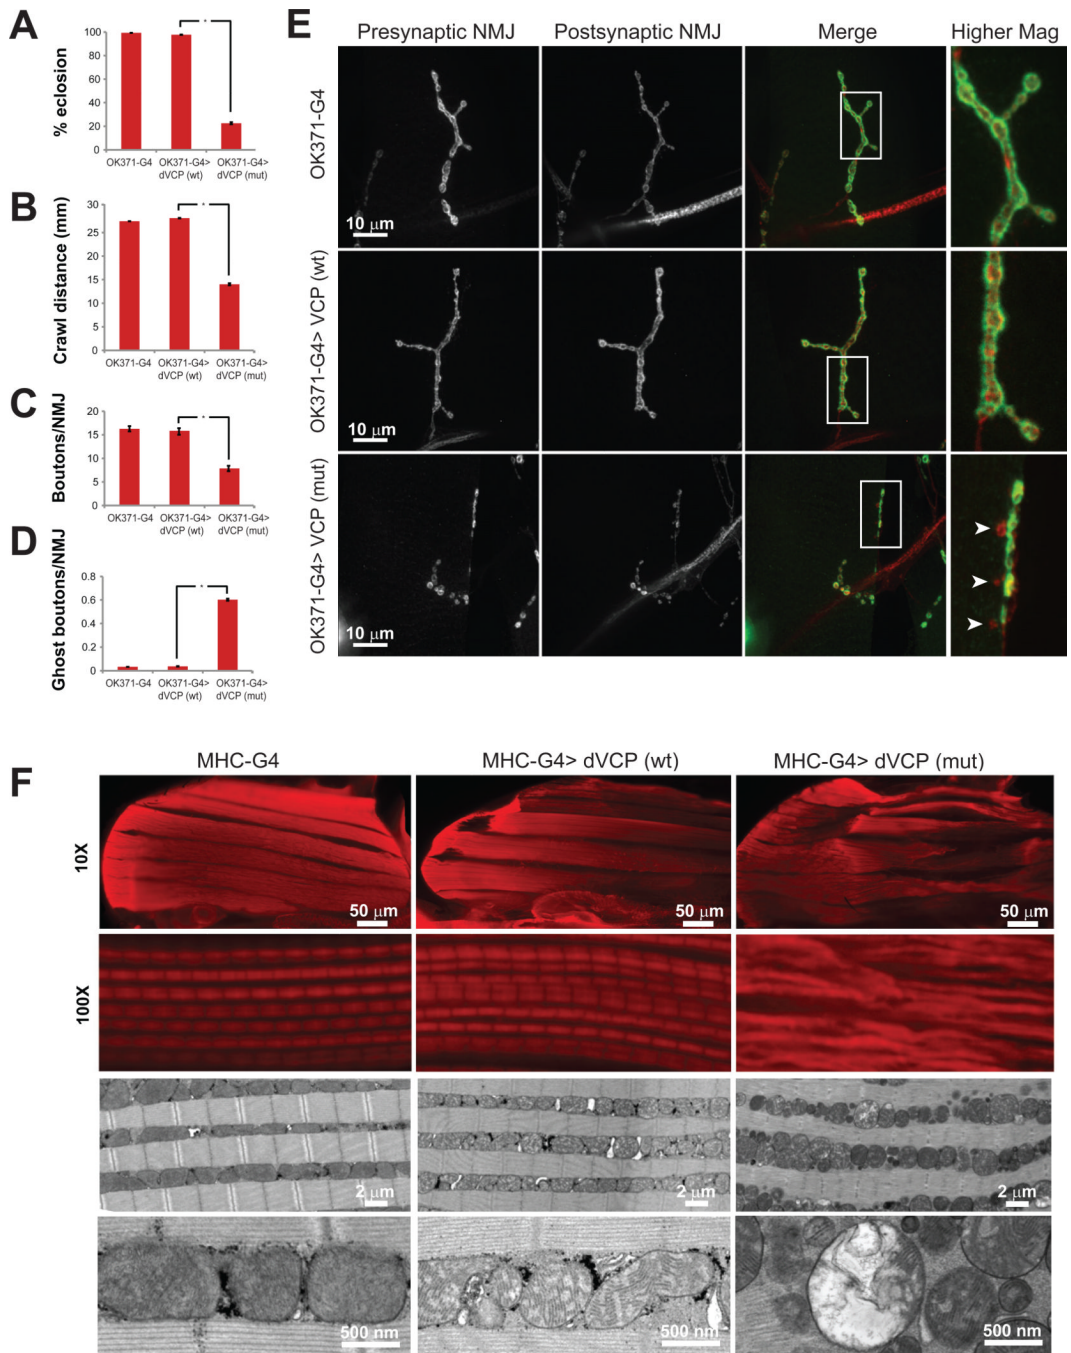 A
% eclosion
100
80
60
40
20
0
*
OK371-G4
OK371-G4>
dVCP (wt)
OK371-G4>
dVCP (mut)
B
Crawl distance (mm)
30
25
20
15
10
5
0
*
OK371-G4
OK371-G4>
dVCP (wt)
OK371-G4>
dVCP (mut)
C
Boutons/NMJ
20
15
10
5
0
*
OK371-G4
OK371-G4>
dVCP (wt)
OK371-G4>
dVCP (mut)
D
Ghost boutons/NMJ
0.8
0.6
0.4
0.2
0
*
OK371-G4
OK371-G4>
dVCP (wt)
OK371-G4>
dVCP (mut)
E
Presynaptic NMJ
Postsynaptic NMJ
Merge
Higher Mag
OK371-G4
10 μm
OK371-G4> VCP (wt)
10 μm
OK371-G4> VCP (mut)
10 μm
F
MHC-G4
MHC-G4> dVCP (wt)
MHC-G4> dVCP (mut)
10X
50 μm
50 μm
50 μm
100X
2 μm
2 μm
2 μm
500 nm
500 nm
500 nm